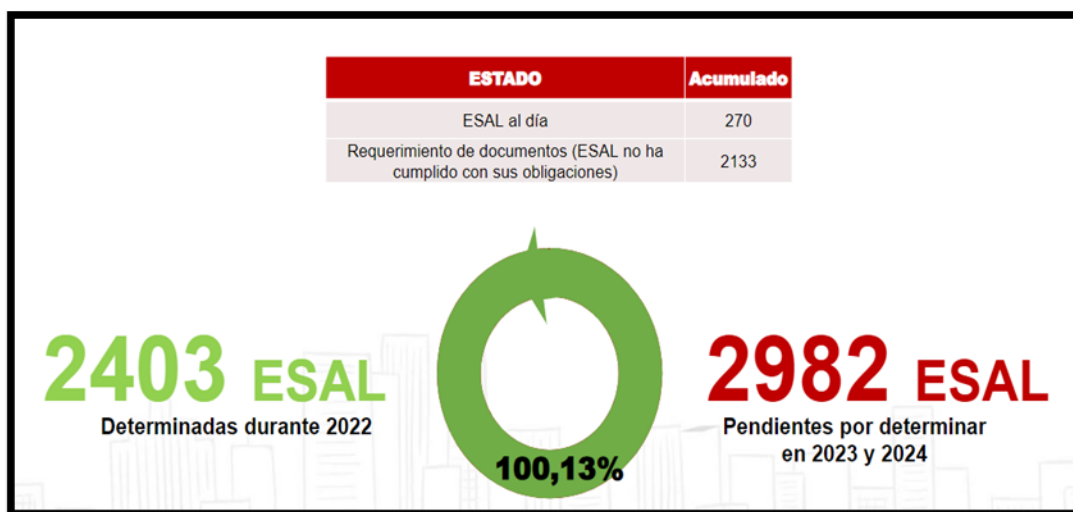 ESTADO Acumulado
ESAL al día 270
Requerimiento de documentos (ESAL no ha
cumplido con sus obligaciones) 2133
2403 ESAL
Determinadas durante 2022
100,13%
2982 ESAL
Pendientes por determinar
en 2023 y 2024